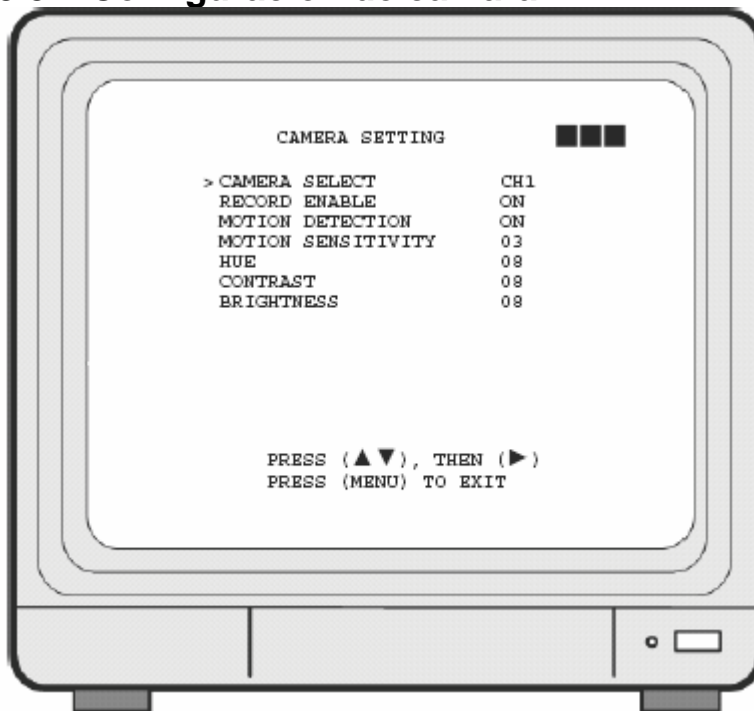 CAMERA SETTING
> CAMERA SELECT CH1
RECORD ENABLE ON
MOTION DETECTION ON
MOTION SENSITIVITY 03
HUE 08
CONTRAST 08
BRIGHTNESS 08
PRESS (▲▼), THEN (▶)
PRESS (MENU) TO EXIT